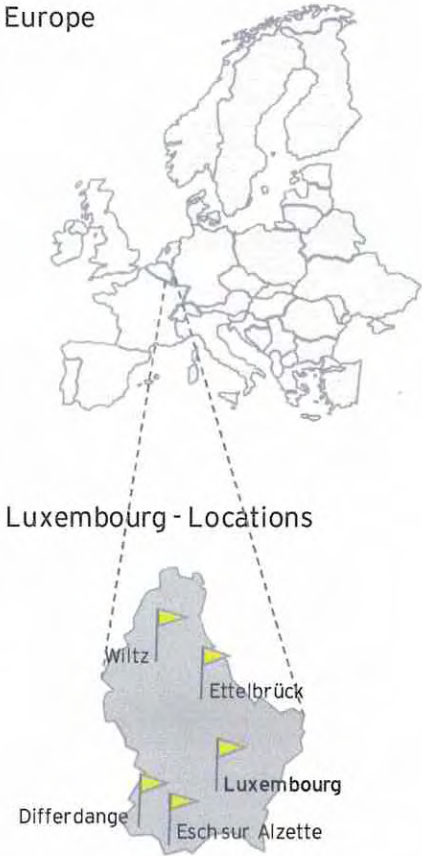 Europe
Luxembourg - Locations
Wiltz
Ettelbrück
Luxembourg
Differdange
Esch sur Alzette